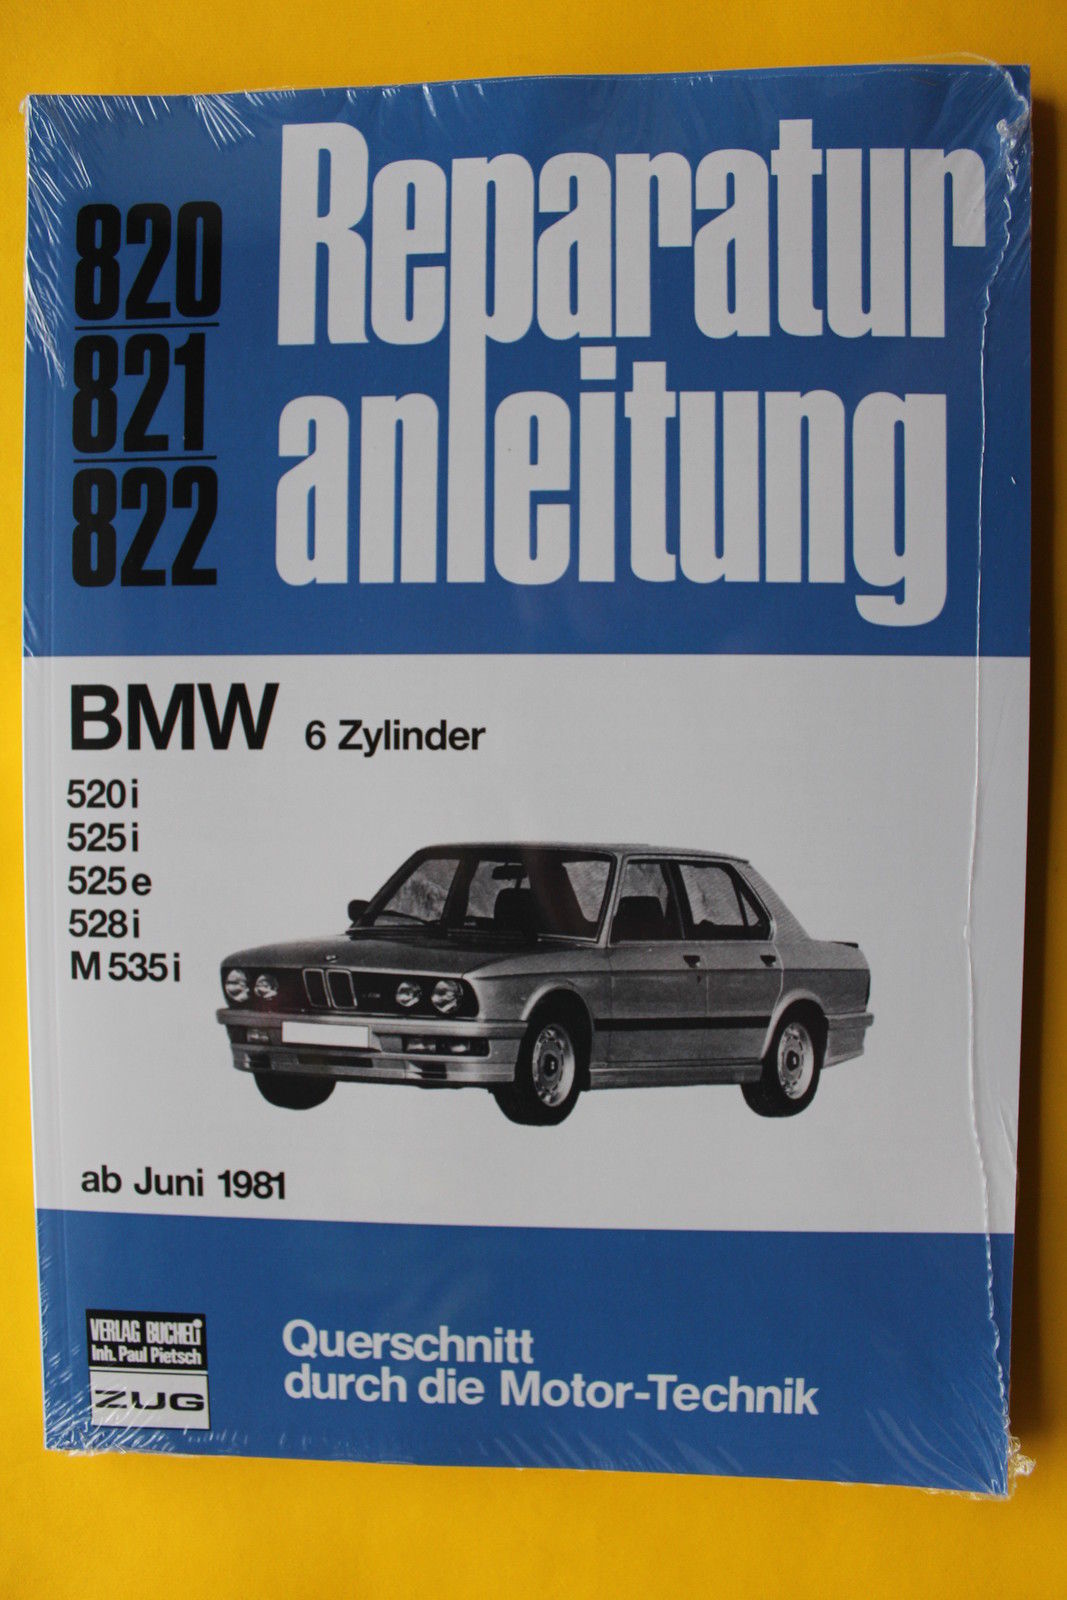 Reparatur
anleitung
820
821
822
BMW 6 Zylinder
520i
525i
525e
528i
M 535i
ab Juni 1981
VERLAG BUCHELI
Inh. Paul Pietsch
ZUG
Querschnitt
durch die Motor-Technik